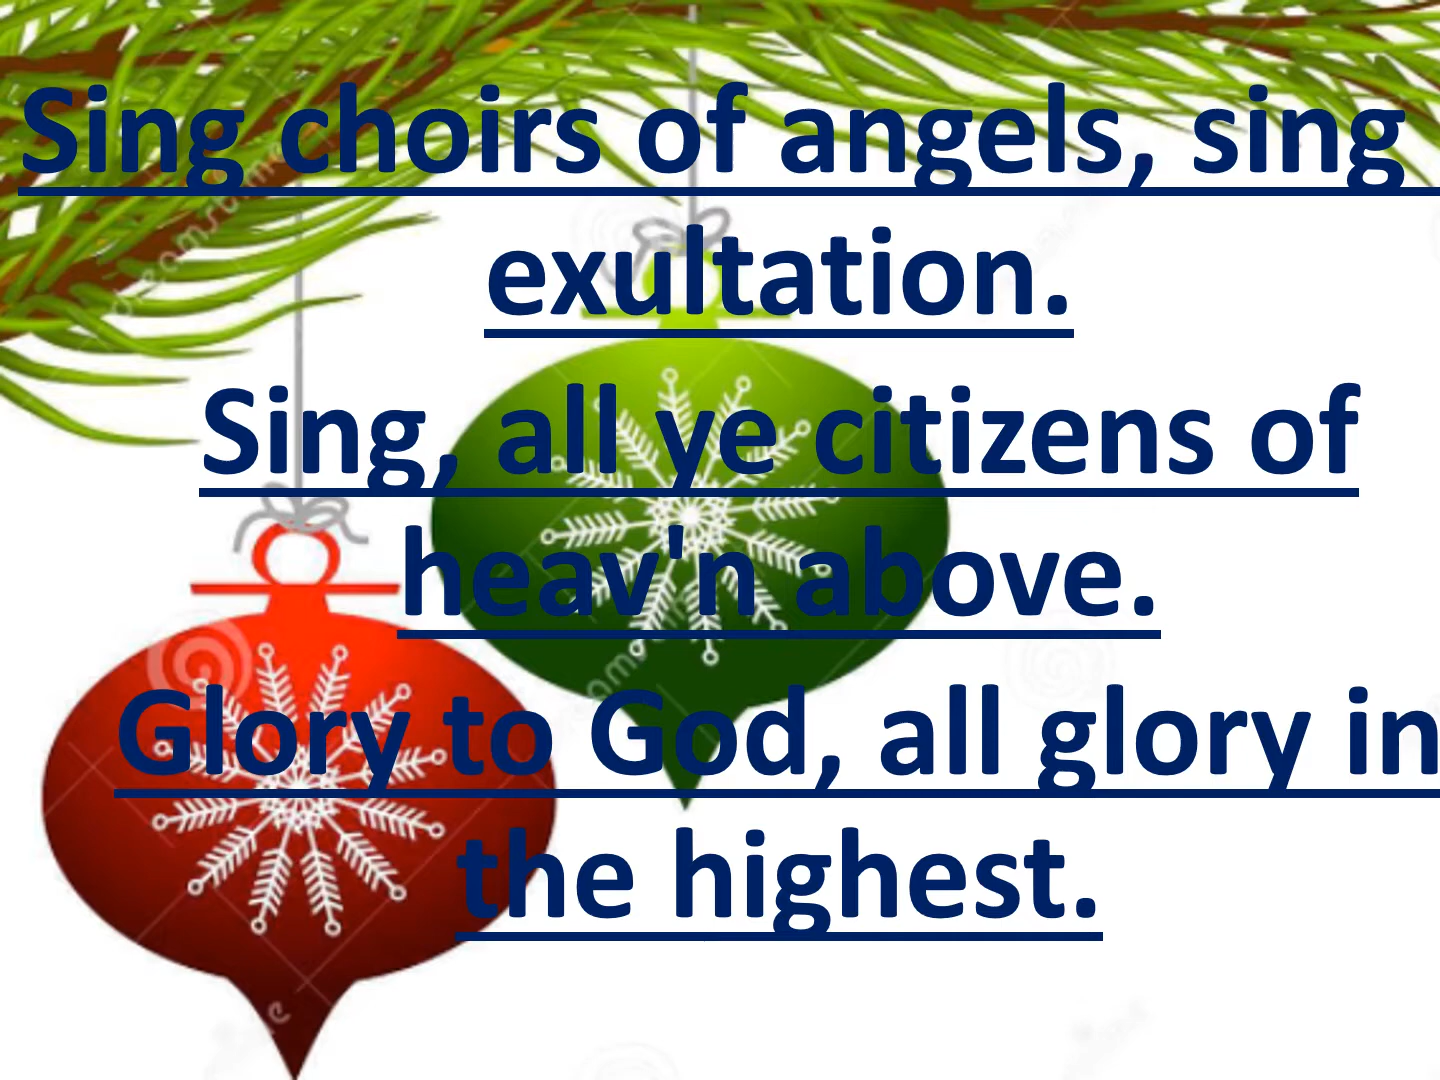 Sing choirs of angels, sing
exultation.
Sing, all ye citizens of
heav'n above.
Glory to God, all glory in
the highest.